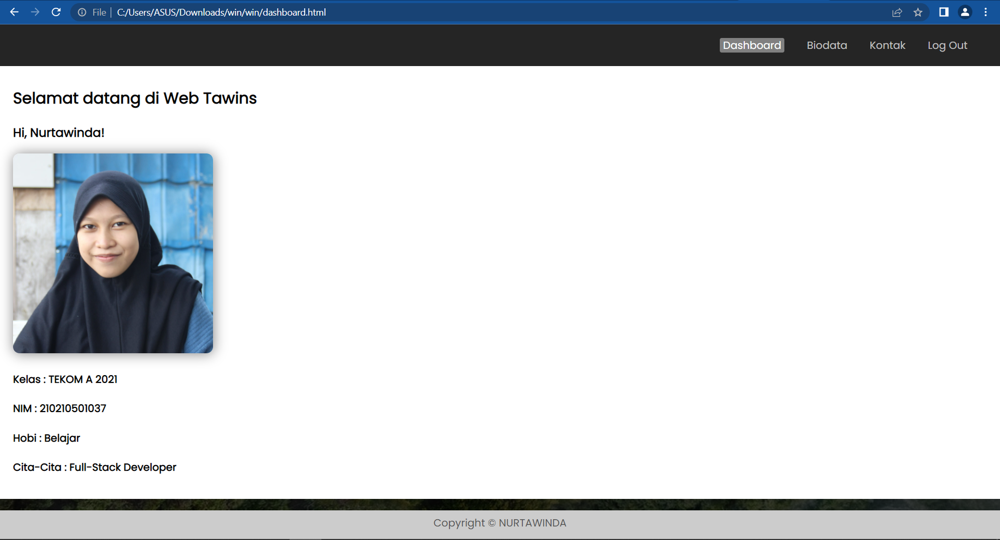 File | C:/Users/ASUS/Downloads/win/win/dashboard.html
Dashboard Biodata Kontak Log Out
Selamat datang di Web Tawins
Hi, Nurtawinda!
Kelas : TEKOM A 2021
NIM : 210210501037
Hobi : Belajar
Cita-Cita : Full-Stack Developer
Copyright © NURTAWINDA